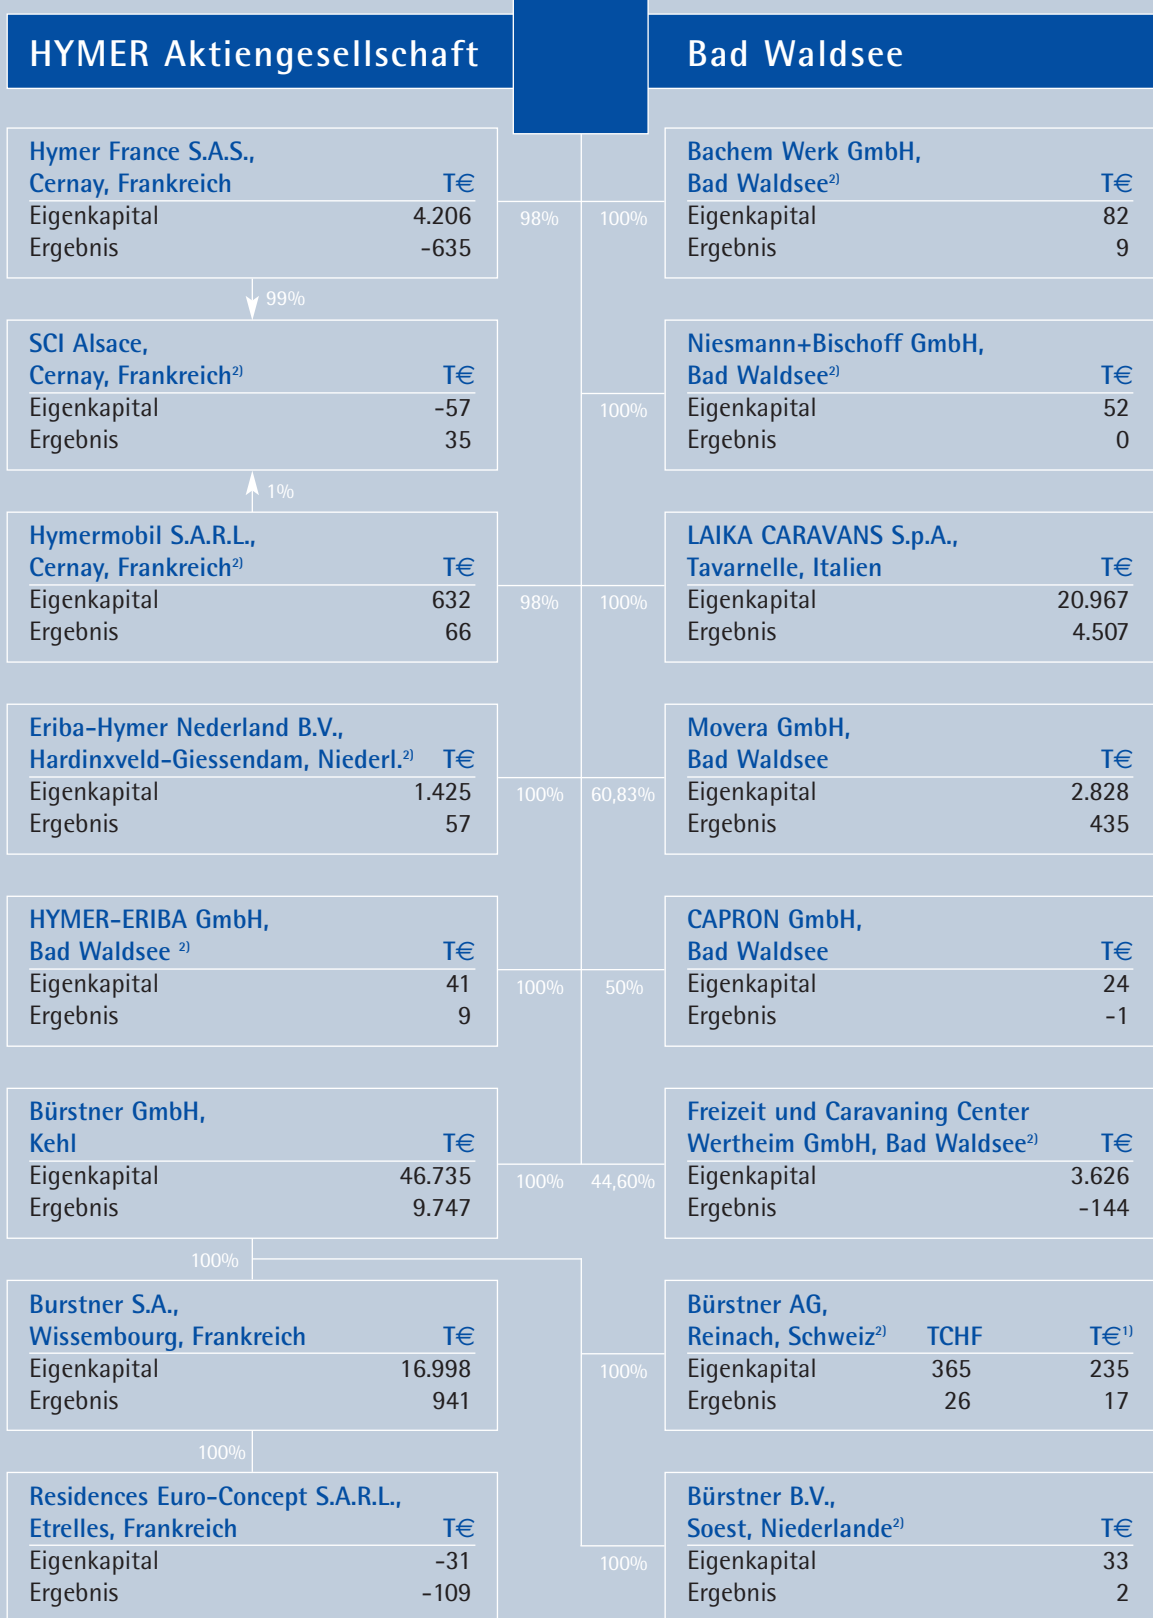 HYMER Aktiengesellschaft
Bad Waldsee
Hymer France S.A.S.,
Cernay, Frankreich T€
Eigenkapital 4.206
Ergebnis -635
98%
100%
Bachem Werk GmbH,
Bad Waldsee²⁾ T€
Eigenkapital 82
Ergebnis 9
99%
SCI Alsace,
Cernay, Frankreich²⁾ T€
Eigenkapital -57
Ergebnis 35
100%
Niesmann+Bischoff GmbH,
Bad Waldsee²⁾ T€
Eigenkapital 52
Ergebnis 0
1%
Hymermobil S.A.R.L.,
Cernay, Frankreich²⁾ T€
Eigenkapital 632
Ergebnis 66
98%
100%
LAIKA CARAVANS S.p.A.,
Tavarnelle, Italien T€
Eigenkapital 20.967
Ergebnis 4.507
Eriba-Hymer Nederland B.V.,
Hardinxveld-Giessendam, Niederl.²⁾ T€
Eigenkapital 1.425
Ergebnis 57
100%
60,83%
Movera GmbH,
Bad Waldsee T€
Eigenkapital 2.828
Ergebnis 435
HYMER-ERIBA GmbH,
Bad Waldsee ²⁾ T€
Eigenkapital 41
Ergebnis 9
100%
50%
CAPRON GmbH,
Bad Waldsee T€
Eigenkapital 24
Ergebnis -1
Bürstner GmbH,
Kehl T€
Eigenkapital 46.735
Ergebnis 9.747
100%
44,60%
Freizeit und Caravaning Center
Wertheim GmbH, Bad Waldsee²⁾ T€
Eigenkapital 3.626
Ergebnis -144
100%
Burstner S.A.,
Wissembourg, Frankreich T€
Eigenkapital 16.998
Ergebnis 941
100%
Bürstner AG,
Reinach, Schweiz²⁾ TCHF T€¹⁾
Eigenkapital 365 235
Ergebnis 26 17
100%
Residences Euro-Concept S.A.R.L.,
Etrelles, Frankreich T€
Eigenkapital -31
Ergebnis -109
100%
Bürstner B.V.,
Soest, Niederlande²⁾ T€
Eigenkapital 33
Ergebnis 2